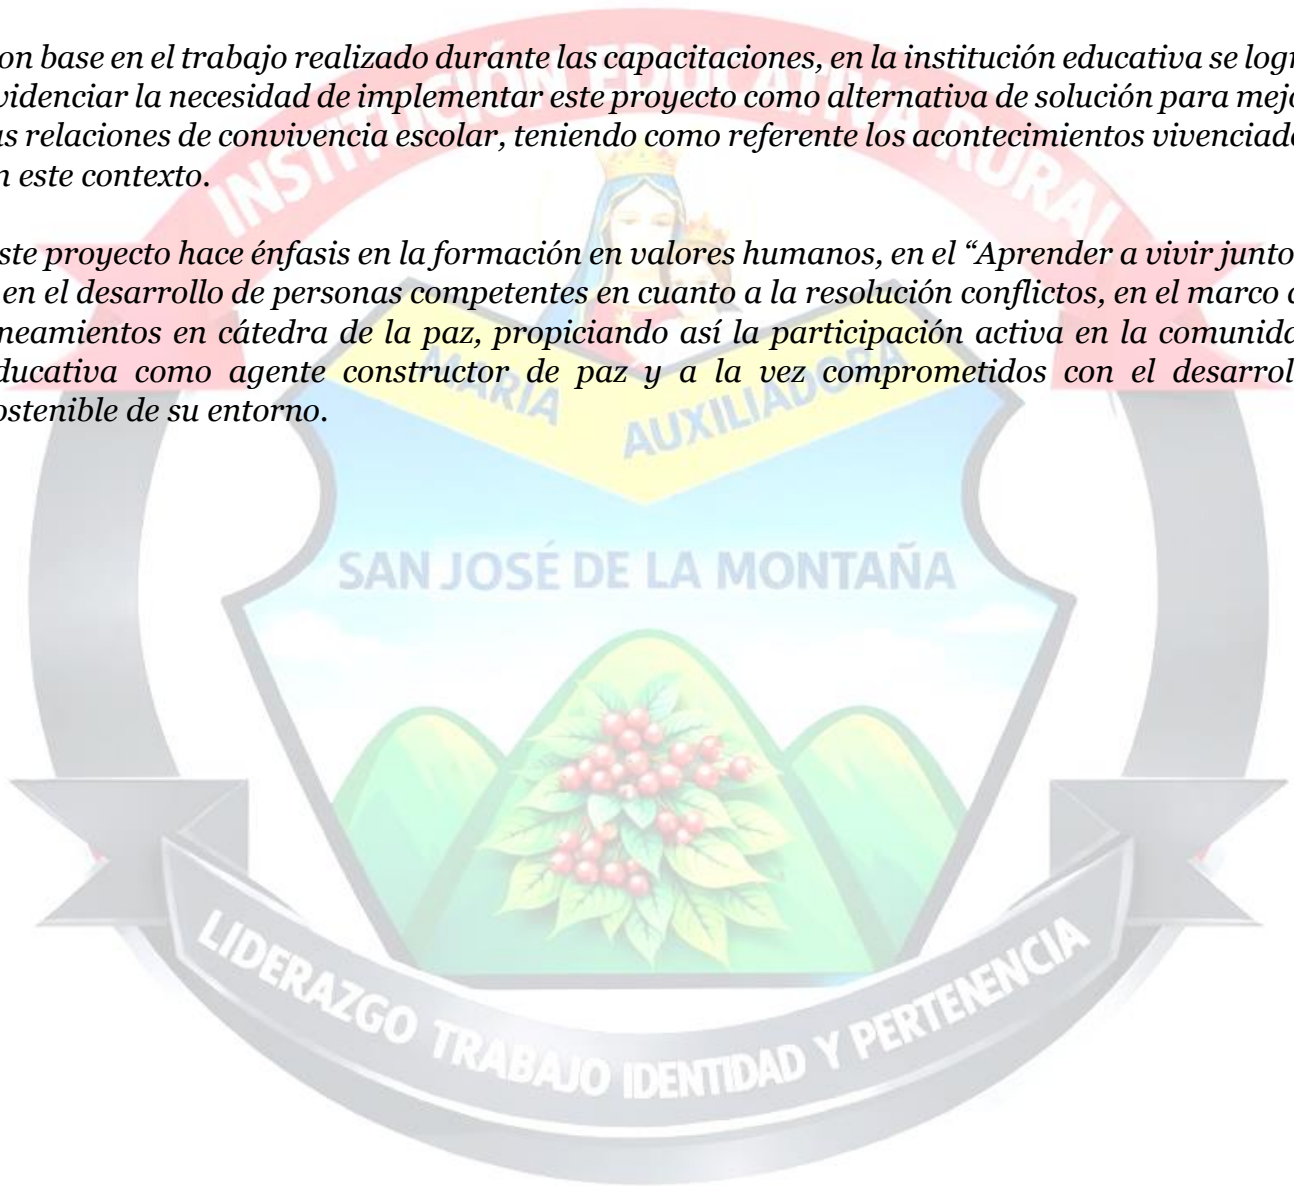 on base en el trabajo realizado durante las capacitaciones, en la institución educativa se logr
videnciar la necesidad de implementar este proyecto como alternativa de solución para mejo
as relaciones de convivencia escolar, teniendo como referente los acontecimientos vivenciad
n este contexto.
ste proyecto hace énfasis en la formación en valores humanos, en el “Aprender a vivir junto
en el desarrollo de personas competentes en cuanto a la resolución conflictos, en el marco
neamientos en cátedra de la paz, propiciando así la participación activa en la comunida
ducativa como agente constructor de paz y a la vez comprometidos con el desarrol
ostenible de su entorno.
INSTITUCIÓN EDUCATIVA RURAL
MARÍA AUXILIADORA
SAN JOSÉ DE LA MONTAÑA
LIDERAZGO TRABAJO IDENTIDAD Y PERTENENCIA